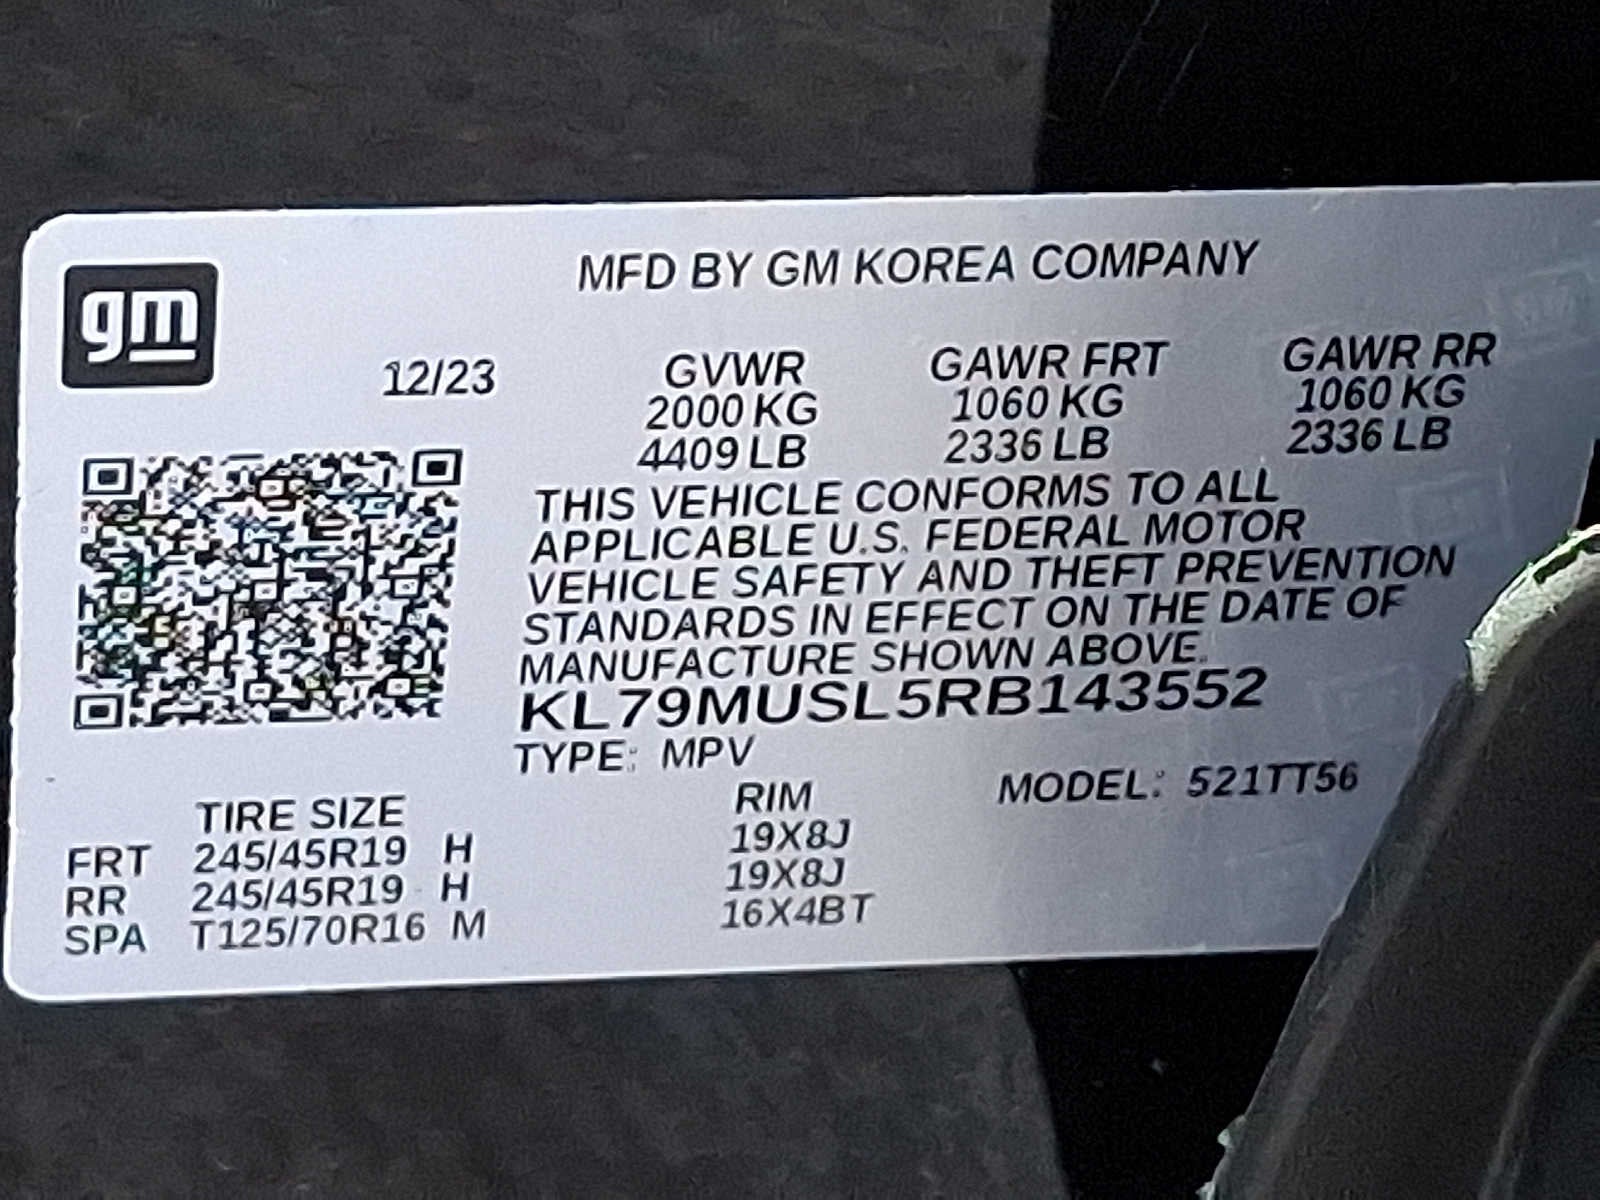 gm
MFD BY GM KOREA COMPANY
12/23
GVWR GAWR FRT GAWR RR
2000 KG 1060 KG 1060 KG
4409 LB 2336 LB 2336 LB
THIS VEHICLE CONFORMS TO ALL
APPLICABLE U.S. FEDERAL MOTOR
VEHICLE SAFETY AND THEFT PREVENTION
STANDARDS IN EFFECT ON THE DATE OF
MANUFACTURE SHOWN ABOVE.
KL79MUSL5RB143552
TYPE: MPV
MODEL: 521TT56
TIRE SIZE RIM
FRT 245/45R19 H 19X8J
RR 245/45R19 H 19X8J
SPA T125/70R16 M 16X4BT